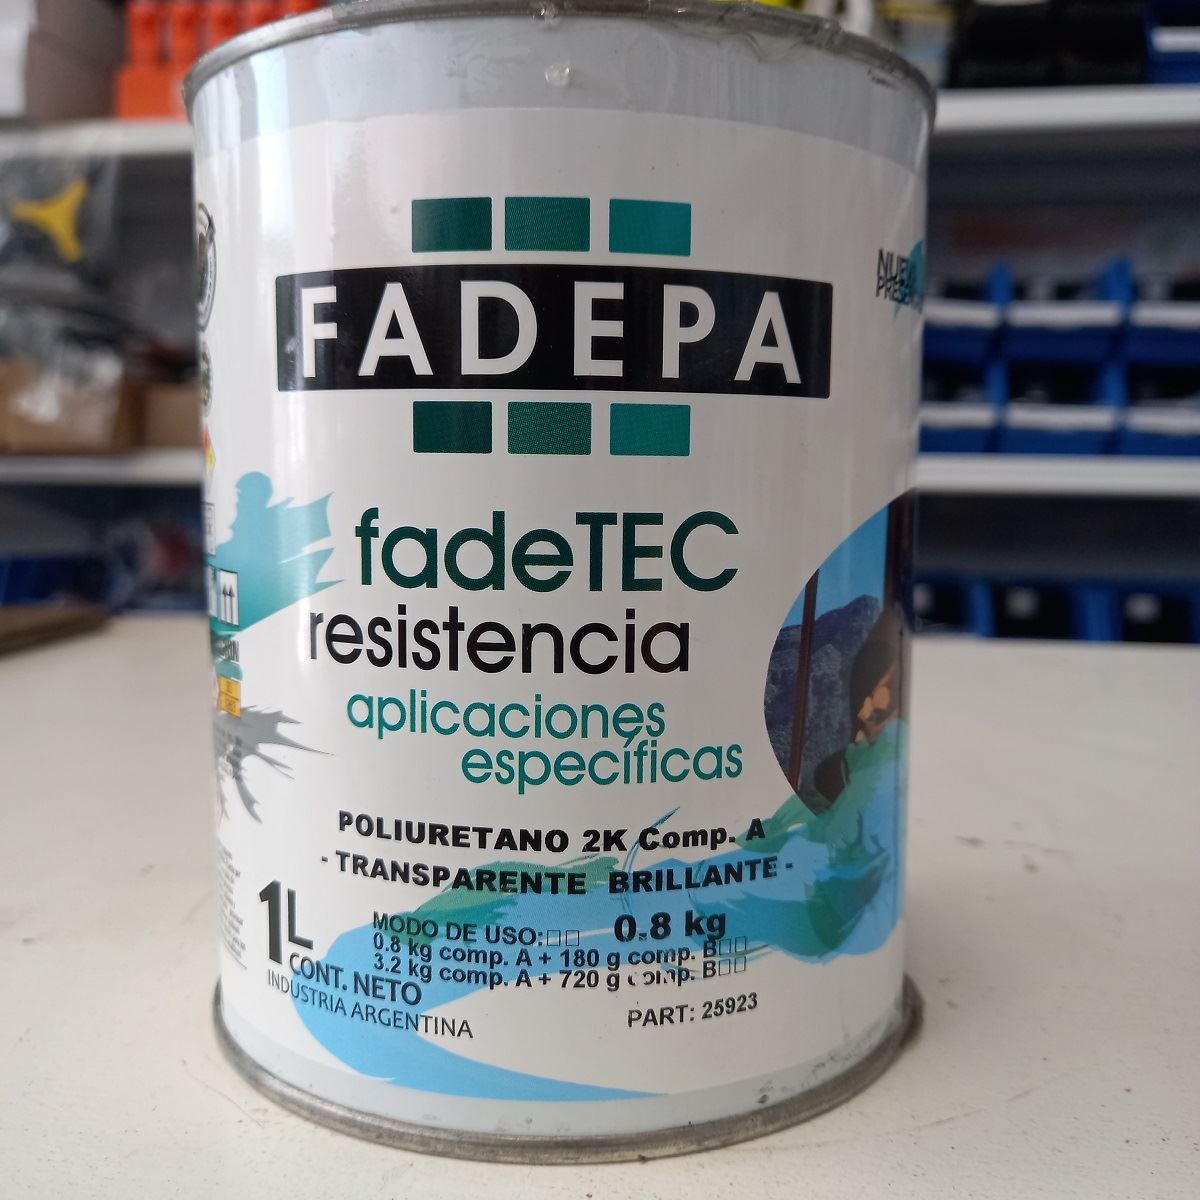 FADEPA
fadeTEC
resistencia
aplicaciones
específicas
POLIURETANO 2K Comp. A
- TRANSPARENTE BRILLANTE -
MODO DE USO:□□ 0.8 kg
0.8 kg comp. A + 180 g comp. B□□
3.2 kg comp. A + 720 g comp. B□□
1L
CONT. NETO
INDUSTRIA ARGENTINA
PART: 25923